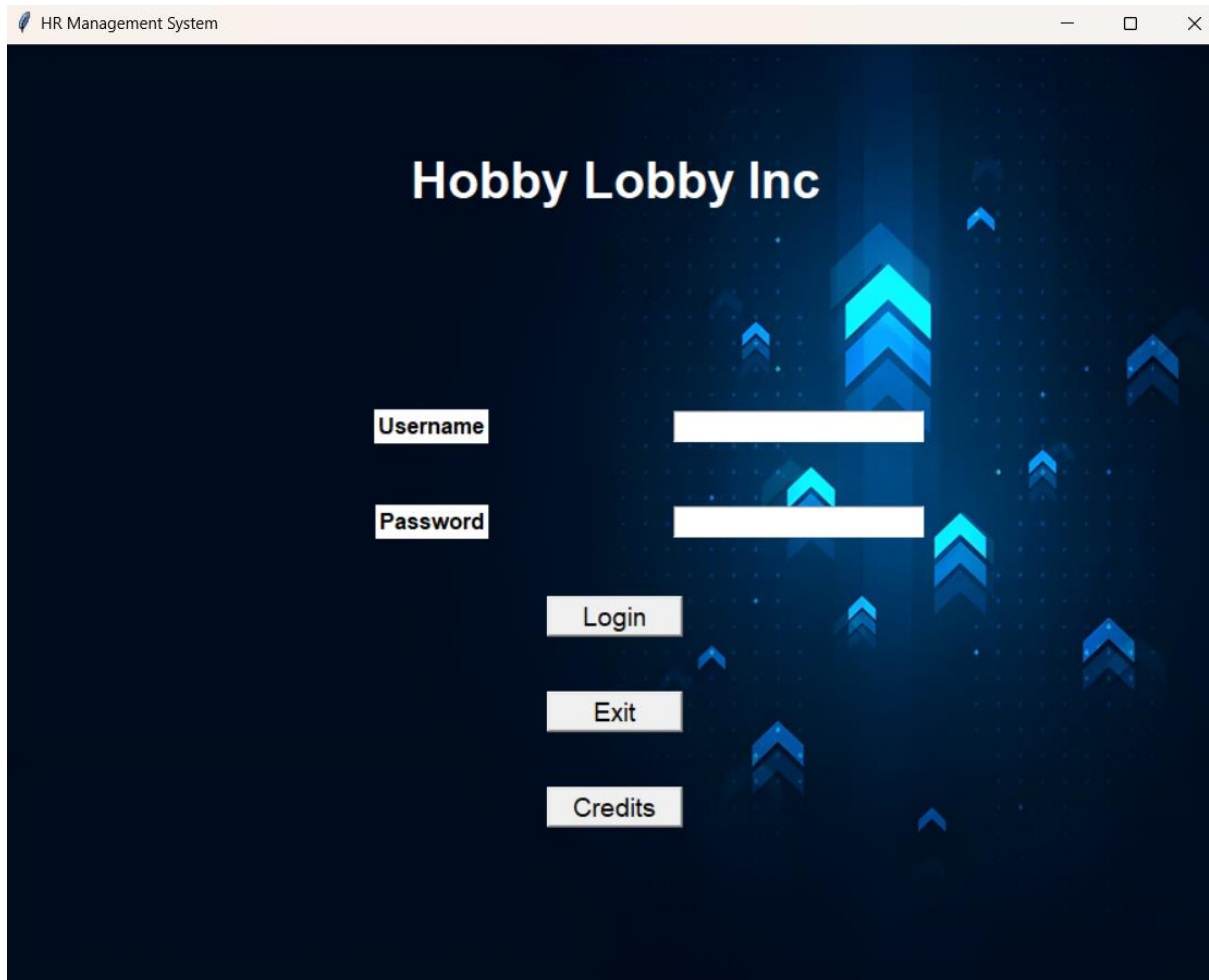 HR Management System
Hobby Lobby Inc
Username
Password
Login
Exit
Credits